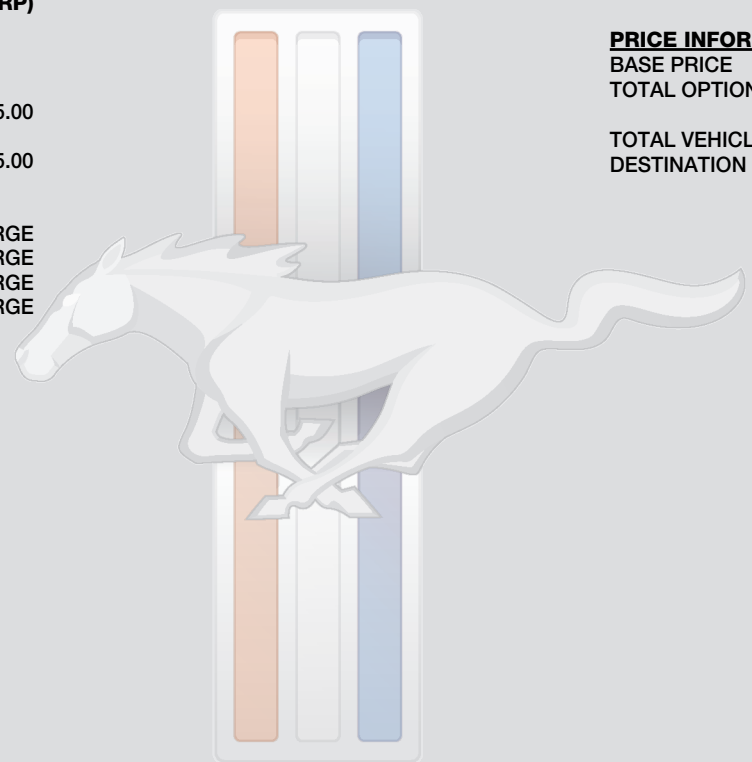 RP)
5.00
5.00
RGE
RGE
RGE
RGE
PRICE INFOR
BASE PRICE
TOTAL OPTION
TOTAL VEHICL
DESTINATION